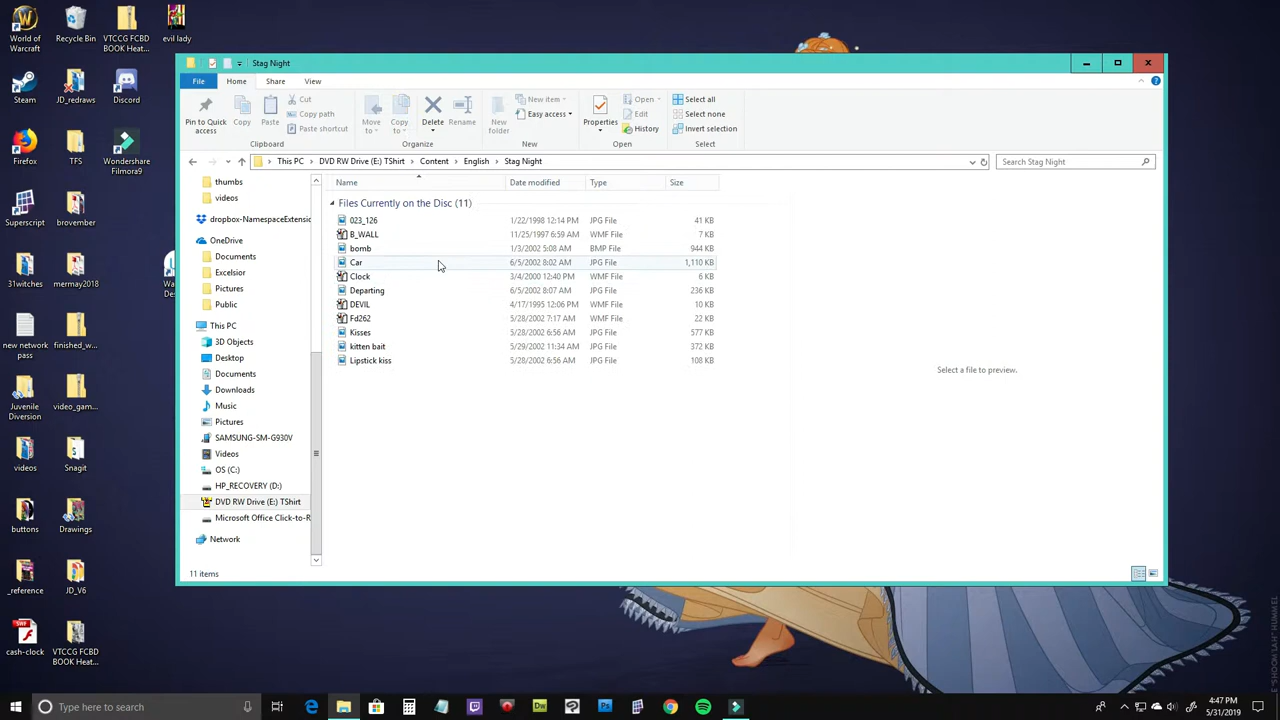 World of
Warcraft
Recycle Bin
VTCCG FCBD
BOOK Heat...
evil lady
Steam
JD_redraws
Discord
Firefox
TFS
Wondershare
Filmora9
Superscript
brovember
31witches
mermay2018
new network
pass
finished_w...
Juvenile
Diversion
video_gam...
videos
Snagit
buttons
Drawings
_reference
JD_V6
cash-clock
VTCCG FCBD
BOOK Heat...
Stag Night
File
Home
Share
View
Pin to Quick
access
Copy
Paste
Cut
Copy path
Paste shortcut
Clipboard
Move
to
Copy
to
Delete
Rename
Organize
New
folder
New item
Easy access
New
Properties
Open
Edit
History
Open
Select all
Select none
Invert selection
Select
This PC > DVD RW Drive (E:) TShirt > Content > English > Stag Night
Search Stag Night
thumbs
videos
dropbox-NamespaceExtensio
OneDrive
Documents
Excelsior
Pictures
Public
This PC
3D Objects
Desktop
Documents
Downloads
Music
Pictures
SAMSUNG-SM-G930V
Videos
OS (C:)
HP_RECOVERY (D:)
DVD RW Drive (E:) TShirt
Microsoft Office Click-to-R
Network
Name Date modified Type Size
Files Currently on the Disc (11)
023_126 1/22/1998 12:14 PM JPG File 41 KB
B_WALL 11/25/1997 6:59 AM WMF File 7 KB
bomb 1/3/2002 5:08 AM BMP File 944 KB
Car 6/5/2002 8:02 AM JPG File 1,110 KB
Clock 3/4/2000 12:40 PM WMF File 6 KB
Departing 6/5/2002 8:07 AM JPG File 236 KB
DEVIL 4/17/1995 12:06 PM WMF File 10 KB
Fd262 5/28/2002 7:17 AM WMF File 22 KB
Kisses 5/28/2002 6:56 AM JPG File 577 KB
kitten bait 5/29/2002 11:34 AM JPG File 372 KB
Lipstick kiss 5/28/2002 6:56 AM JPG File 108 KB
Select a file to preview.
11 items
Type here to search
4:47 PM
5/31/2019